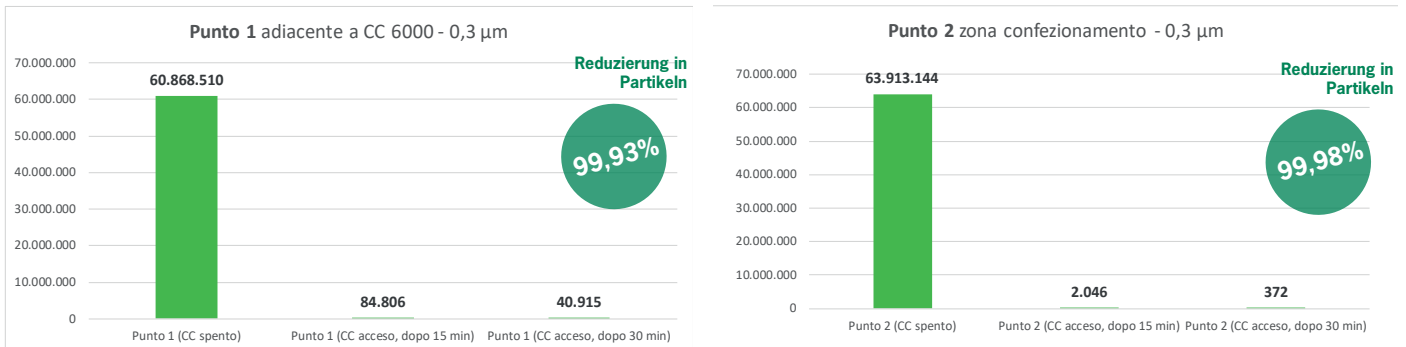 Punto 1 adiacente a CC 6000 - 0,3 µm
Reduzierung in
Partikeln
99,93%
70.000.000
60.000.000
50.000.000
40.000.000
30.000.000
20.000.000
10.000.000
0
60.868.510
84.806
40.915
Punto 1 (CC spento)
Punto 1 (CC acceso, dopo 15 min)
Punto 1 (CC acceso, dopo 30 min)
Punto 2 zona confezionamento - 0,3 µm
Reduzierung in
Partikeln
99,98%
70.000.000
60.000.000
50.000.000
40.000.000
30.000.000
20.000.000
10.000.000
0
63.913.144
2.046
372
Punto 2 (CC spento)
Punto 2 (CC acceso, dopo 15 min)
Punto 2 (CC acceso, dopo 30 min)